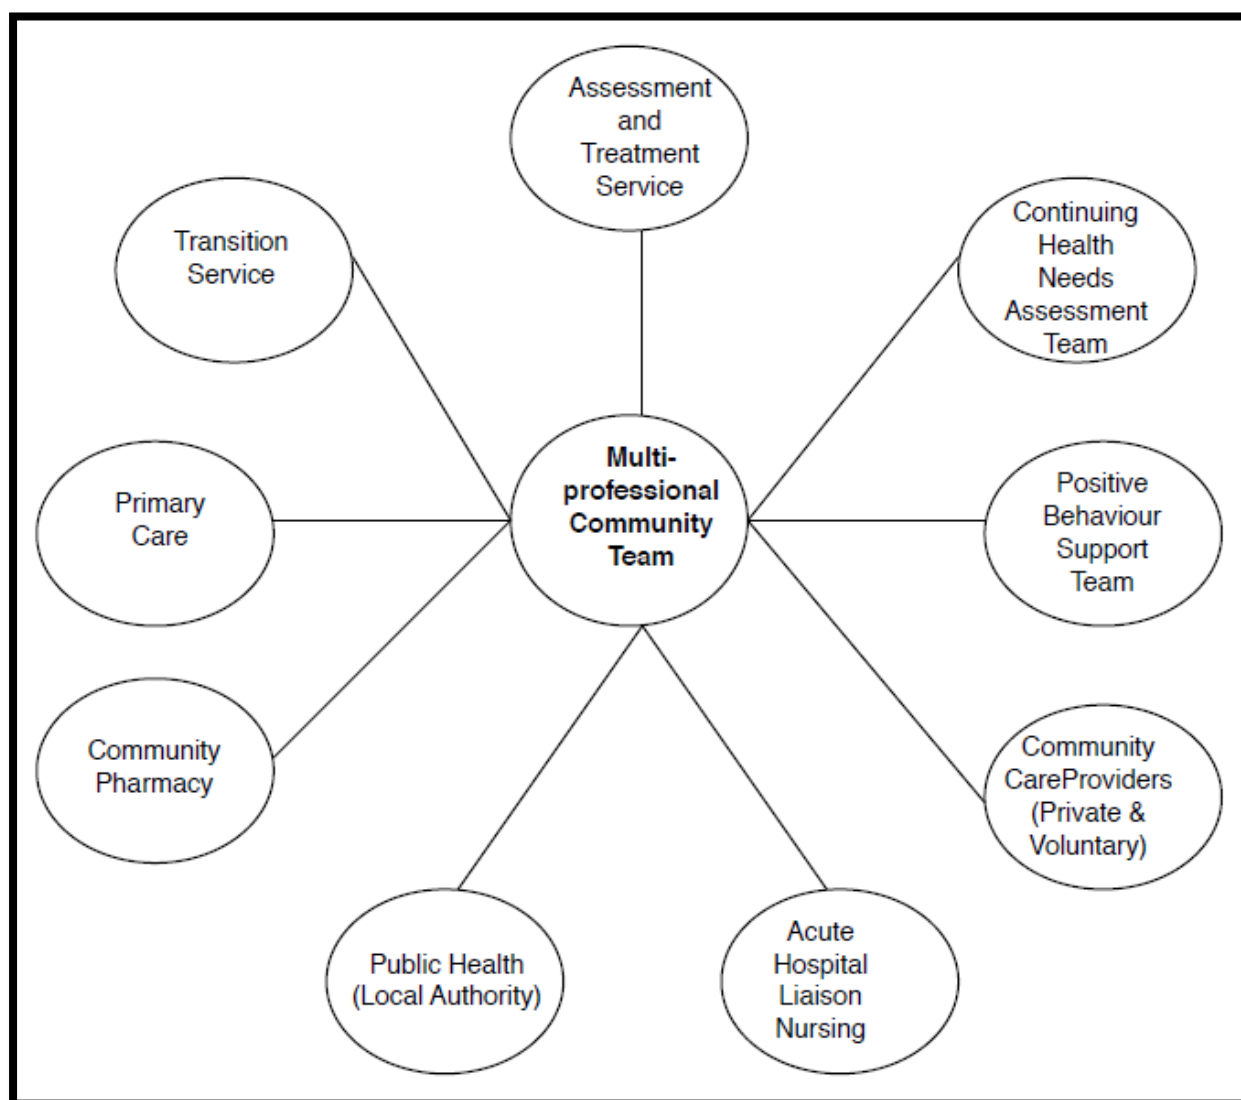 Assessment
and
Treatment
Service
Transition
Service
Continuing
Health
Needs
Assessment
Team
Multi-
professional
Community
Team
Primary
Care
Positive
Behaviour
Support
Team
Community
Pharmacy
Community
CareProviders
(Private &
Voluntary)
Public Health
(Local Authority)
Acute
Hospital
Liaison
Nursing